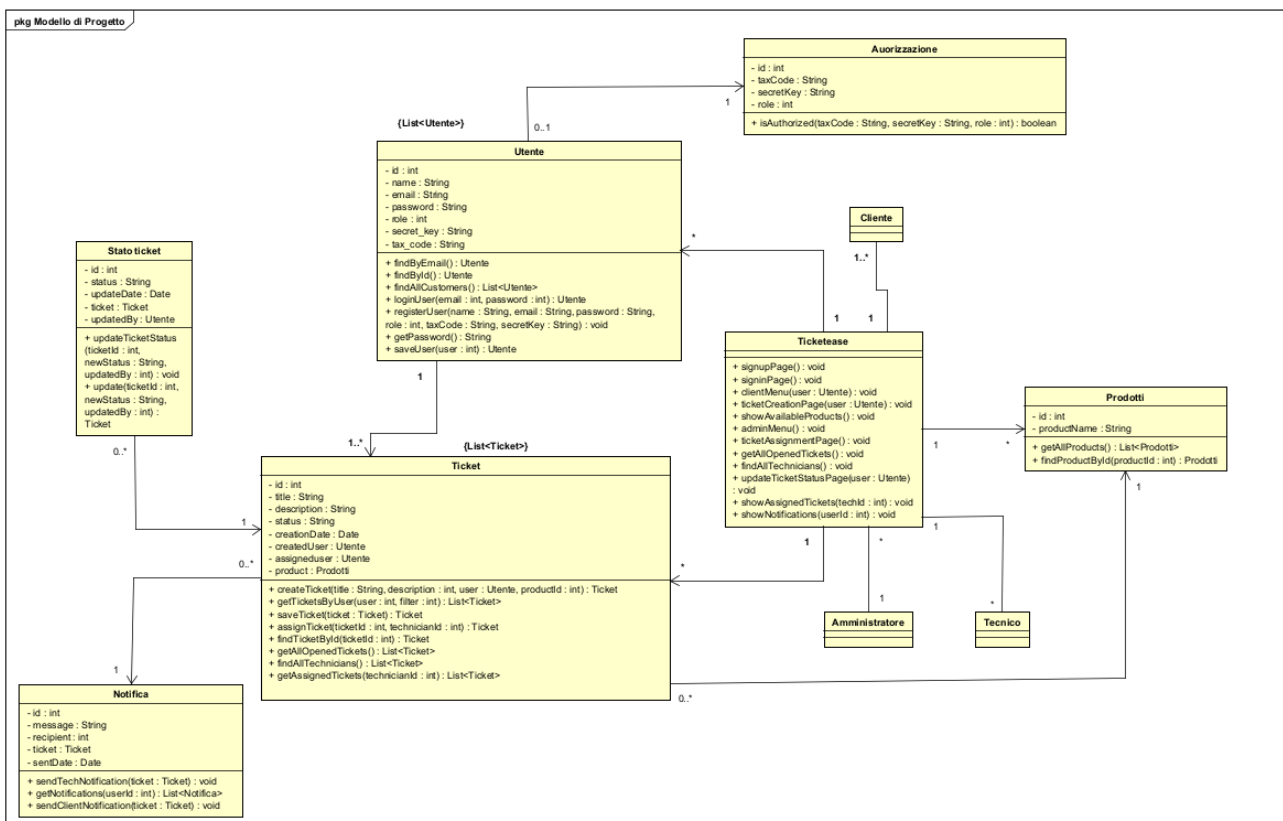 pkg Modello di Progetto
Auorizzazione
- id : int
- taxCode : String
- secretKey : String
- role : int
+ isAuthorized(taxCode : String, secretKey : String, role : int) : boolean
1
0..1
{List<Utente>}
Utente
- id : int
- name : String
- email : String
- password : String
- role : int
- secret_key : String
- tax_code : String
+ findByEmail() : Utente
+ findById() : Utente
+ findAllCustomers() : List<Utente>
+ loginUser(email : int, password : int) : Utente
+ registerUser(name : String, email : String, password : String,
role : int, taxCode : String, secretKey : String) : void
+ getPassword() : String
+ saveUser(user : int) : Utente
*
1
1..*
Cliente
1..*
1
1
Stato ticket
- id : int
- status : String
- updateDate : Date
- ticket : Ticket
- updatedBy : Utente
+ updateTicketStatus
(ticketId : int,
newStatus : String,
updatedBy : int) : void
+ update(ticketId : int,
newStatus : String,
updatedBy : int) :
Ticket
0..*
1
Ticketease
+ signupPage() : void
+ signinPage() : void
+ clientMenu(user : Utente) : void
+ ticketCreationPage(user : Utente) : void
+ showAvailableProducts() : void
+ adminMenu() : void
+ ticketAssignmentPage() : void
+ getAllOpenedTickets() : void
+ findAllTechnicians() : void
+ updateTicketStatusPage(user : Utente)
: void
+ showAssignedTickets(techId : int) : void
+ showNotifications(userId : int) : void
1
*
Prodotti
- id : int
- productName : String
+ getAllProducts() : List<Prodotti>
+ findProductById(productId : int) : Prodotti
1
{List<Ticket>}
Ticket
- id : int
- title : String
- description : String
- status : String
- creationDate : Date
- createdUser : Utente
- assigneduser : Utente
- product : Prodotti
+ createTicket(title : String, description : int, user : Utente, productId : int) : Ticket
+ getTicketsByUser(user : int, filter : int) : List<Ticket>
+ saveTicket(ticket : Ticket) : Ticket
+ assignTicket(ticketId : int, technicianId : int) : Ticket
+ findTicketById(ticketId : int) : Ticket
+ getAllOpenedTickets() : List<Ticket>
+ findAllTechnicians() : List<Ticket>
+ getAssignedTickets(technicianId : int) : List<Ticket>
0..*
*
1
*
1
1
*
Amministratore
Tecnico
0..*
1
Notifica
- id : int
- message : String
- recipient : int
- ticket : Ticket
- sentDate : Date
+ sendTechNotification(ticket : Ticket) : void
+ getNotifications(userId : int) : List<Notifica>
+ sendClientNotification(ticket : Ticket) : void